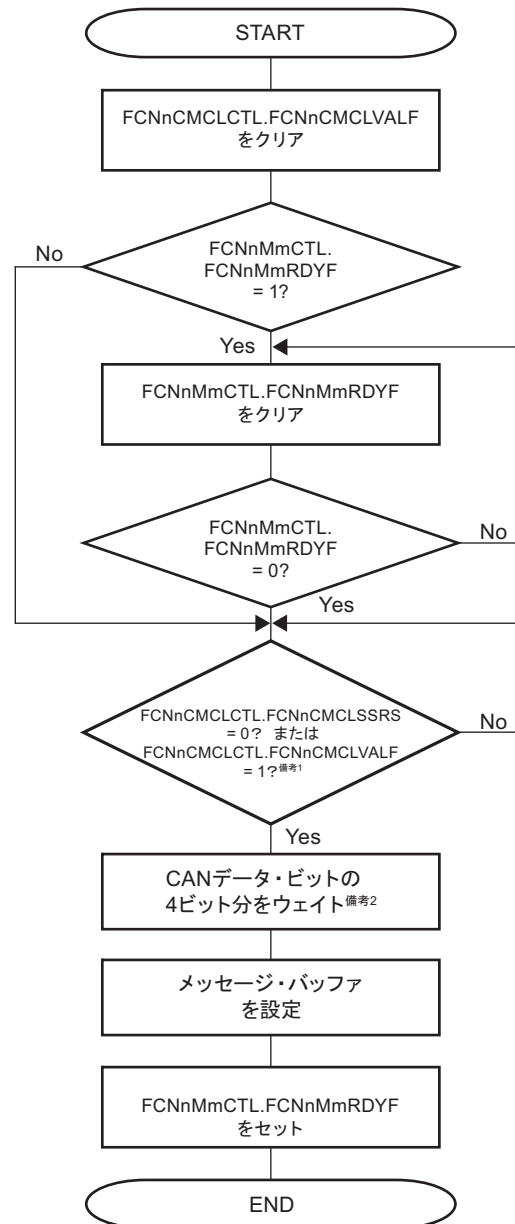 START
FCNnCMCLCTL.FCNnCMCLVALF
をクリア
No
FCNnMmCTL.
FCNnMmRDYF
= 1?
Yes
FCNnMmCTL.FCNnMmRDYF
をクリア
FCNnMmCTL.
FCNnMmRDYF
= 0?
No
Yes
FCNnCMCLCTL.FCNnCMCLSSRS
= 0? または
FCNnCMCLCTL.FCNnCMCLVALF
= 1?備考1
No
Yes
CANデータ・ビットの
4ビット分をウェイト備考2
メッセージ・バッファ
を設定
FCNnMmCTL.FCNnMmRDYF
をセット
END